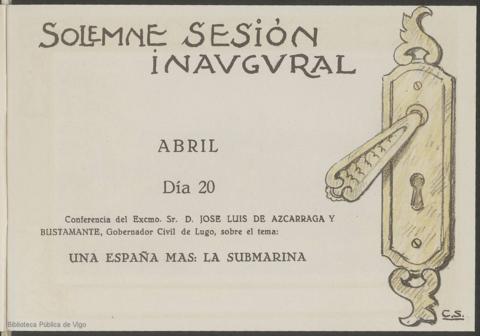 SOLEMNE SESIÓN
INAVGVRAL
ABRIL
Día 20
Conferencia del Excmo. Sr. D. JOSE LUIS DE AZCARRAGA Y
BUSTAMANTE, Gobernador Civil de Lugo, sobre el tema:
UNA ESPAÑA MAS: LA SUBMARINA
C.S.
Biblioteca Pública de Vigo